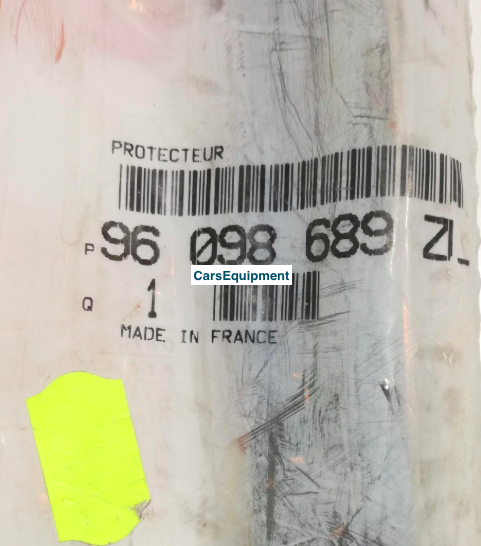 PROTECTEUR
P 96 098 689 ZL
CarsEquipment
Q 1
MADE IN FRANCE